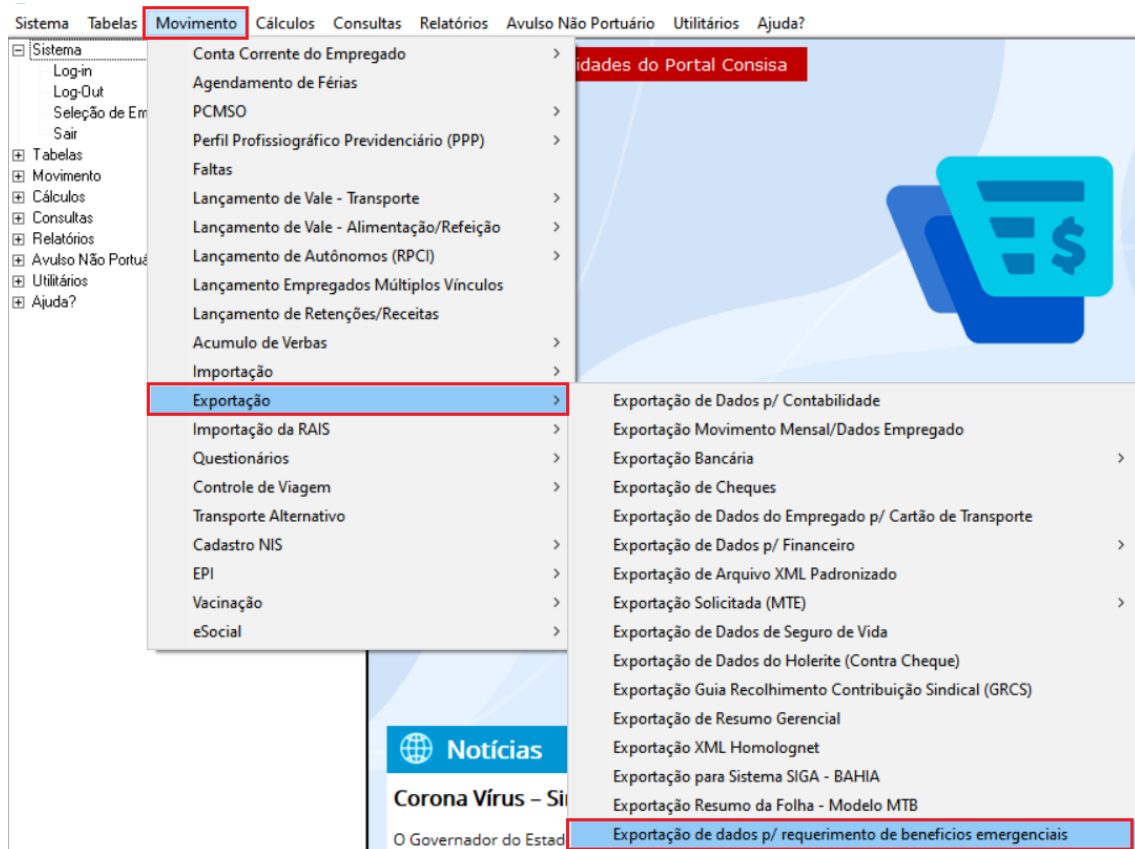 Sistema Tabelas Movimento Cálculos Consultas Relatórios Avulso Não Portuário Utilitários Ajuda?
Sistema
Log-in
Log-Out
Seleção de Em
Sair
Tabelas
Movimento
Cálculos
Consultas
Relatórios
Avulso Não Portuá
Utilitários
Ajuda?
Conta Corrente do Empregado
Agendamento de Férias
PCMSO
Perfil Profissiográfico Previdenciário (PPP)
Faltas
Lançamento de Vale - Transporte
Lançamento de Vale - Alimentação/Refeição
Lançamento de Autônomos (RPCI)
Lançamento Empregados Múltiplos Vínculos
Lançamento de Retenções/Receitas
Acumulo de Verbas
Importação
Exportação
Importação da RAIS
Questionários
Controle de Viagem
Transporte Alternativo
Cadastro NIS
EPI
Vacinação
eSocial
idades do Portal Consisa
$
Exportação de Dados p/ Contabilidade
Exportação Movimento Mensal/Dados Empregado
Exportação Bancária
Exportação de Cheques
Exportação de Dados do Empregado p/ Cartão de Transporte
Exportação de Dados p/ Financeiro
Exportação de Arquivo XML Padronizado
Exportação Solicitada (MTE)
Exportação de Dados de Seguro de Vida
Exportação de Dados do Holerite (Contra Cheque)
Exportação Guia Recolhimento Contribuição Sindical (GRCS)
Exportação de Resumo Gerencial
Exportação XML Homolognet
Exportação para Sistema SIGA - BAHIA
Exportação Resumo da Folha - Modelo MTB
Exportação de dados p/ requerimento de beneficios emergenciais
Notícias
Corona Vírus – Si
O Governador do Estad